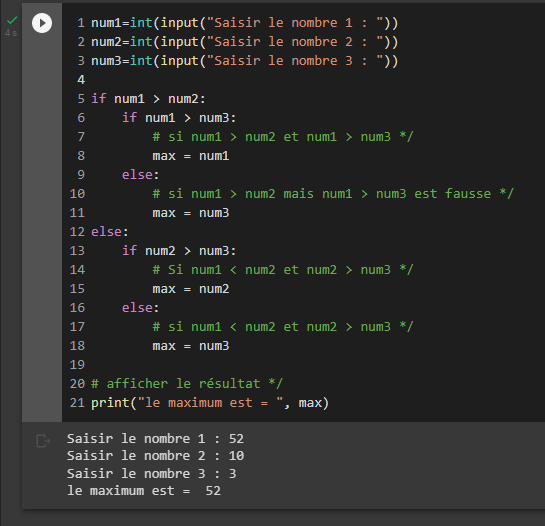 4 s
1 num1=int(input("Saisir le nombre 1 : "))
2 num2=int(input("Saisir le nombre 2 : "))
3 num3=int(input("Saisir le nombre 3 : "))
4
5 if num1 > num2:
6     if num1 > num3:
7         # si num1 > num2 et num1 > num3 */
8         max = num1
9     else:
10         # si num1 > num2 mais num1 > num3 est fausse */
11         max = num3
12 else:
13     if num2 > num3:
14         # Si num1 < num2 et num2 > num3 */
15         max = num2
16     else:
17         # si num1 < num2 et num2 > num3 */
18         max = num3
19
20 # afficher le résultat */
21 print("le maximum est = ", max)
Saisir le nombre 1 : 52
Saisir le nombre 2 : 10
Saisir le nombre 3 : 3
le maximum est =  52